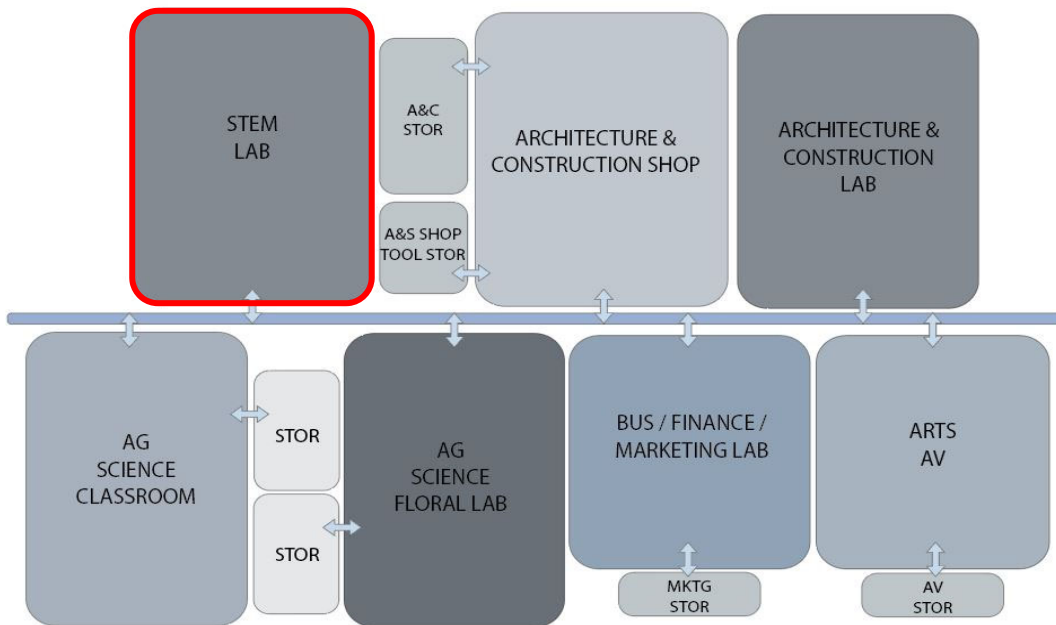 STEM
LAB
A&C
STOR
A&S SHOP
TOOL STOR
ARCHITECTURE &
CONSTRUCTION SHOP
ARCHITECTURE &
CONSTRUCTION
LAB
AG
SCIENCE
CLASSROOM
STOR
STOR
AG
SCIENCE
FLORAL LAB
BUS / FINANCE /
MARKETING LAB
MKTG
STOR
ARTS
AV
AV
STOR